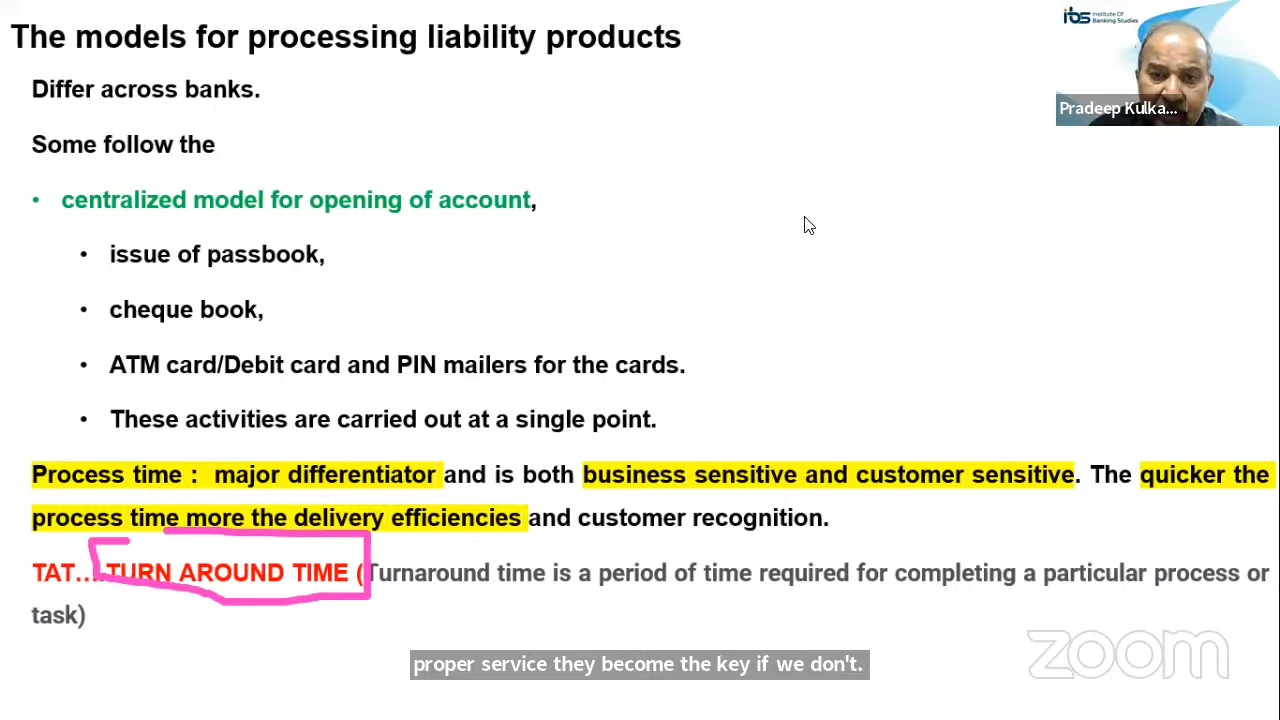 The models for processing liability products
ibs Institute Of
Banking Studies
Pradeep Kulka...
Differ across banks.
Some follow the
• centralized model for opening of account,
• issue of passbook,
• cheque book,
• ATM card/Debit card and PIN mailers for the cards.
• These activities are carried out at a single point.
Process time : major differentiator and is both business sensitive and customer sensitive. The quicker the
process time more the delivery efficiencies and customer recognition.
TAT....TURN AROUND TIME (Turnaround time is a period of time required for completing a particular process or
task)
proper service they become the key if we don't.
zoom